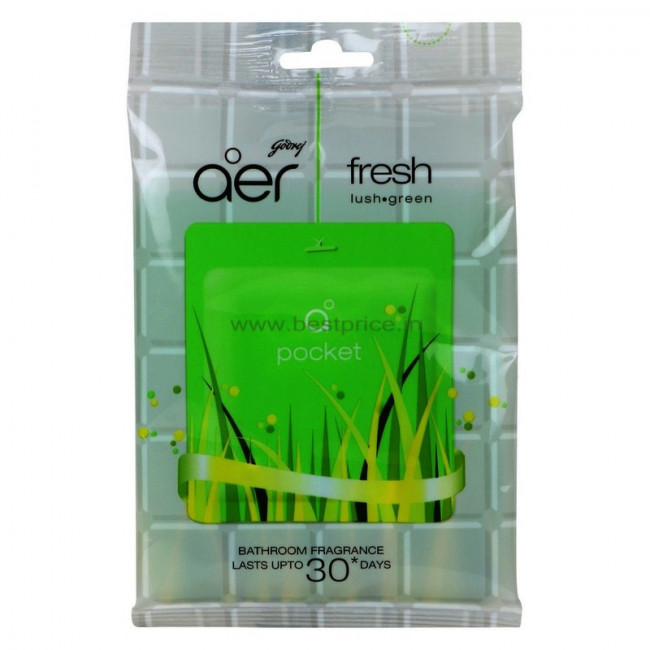 Godrej
aer
fresh
lush•green
www.bestprice.in
a
pocket
BATHROOM FRAGRANCE
LASTS UPTO 30* DAYS